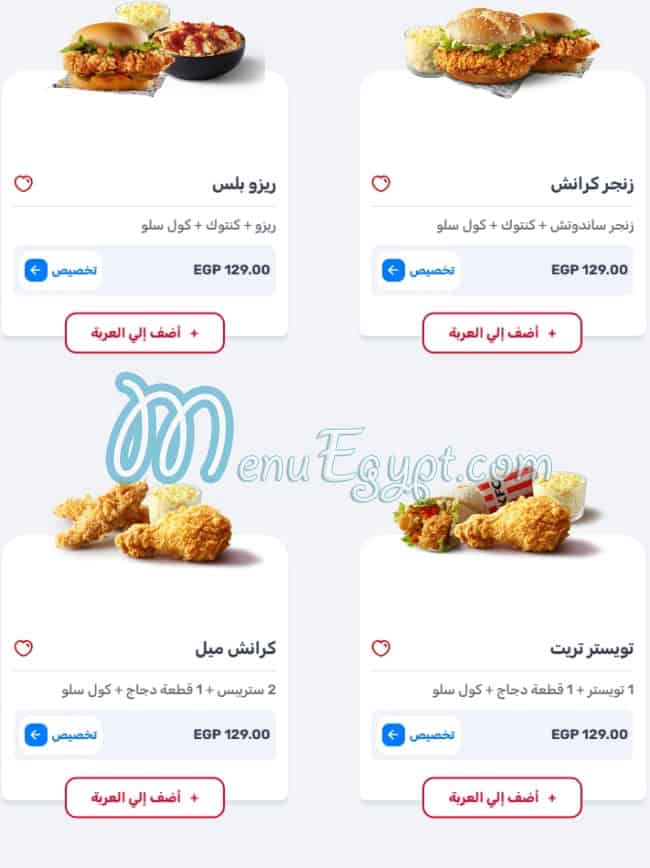 زنجر كرانش
زنجر ساندوتش + كنتوك + كول سلو
EGP 129.00
تخصيص
+ أضف إلي العربة
ريزو بلس
ريزو + كنتوك + كول سلو
EGP 129.00
تخصيص
+ أضف إلي العربة
MenuEgypt.com
KFC
تويستر تريت
1 تويستر + 1 قطعة دجاج + كول سلو
EGP 129.00
تخصيص
+ أضف إلي العربة
كرانش ميل
2 ستريبس + 1 قطعة دجاج + كول سلو
EGP 129.00
تخصيص
+ أضف إلي العربة